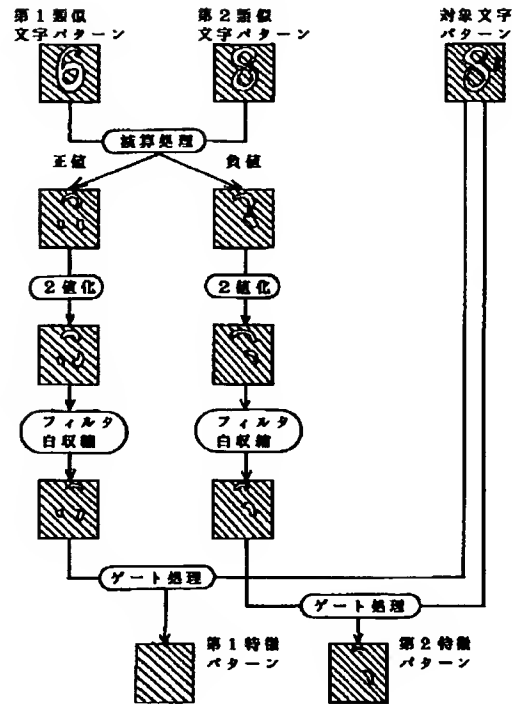 第1類似
文字パターン
第2類似
文字パターン
対象文字
パターン
6
8
8
演算処理
正値
負値
2値化
2値化
フィルタ
白収縮
フィルタ
白収縮
ゲート処理
ゲート処理
第1特徴
パターン
第2特徴
パターン